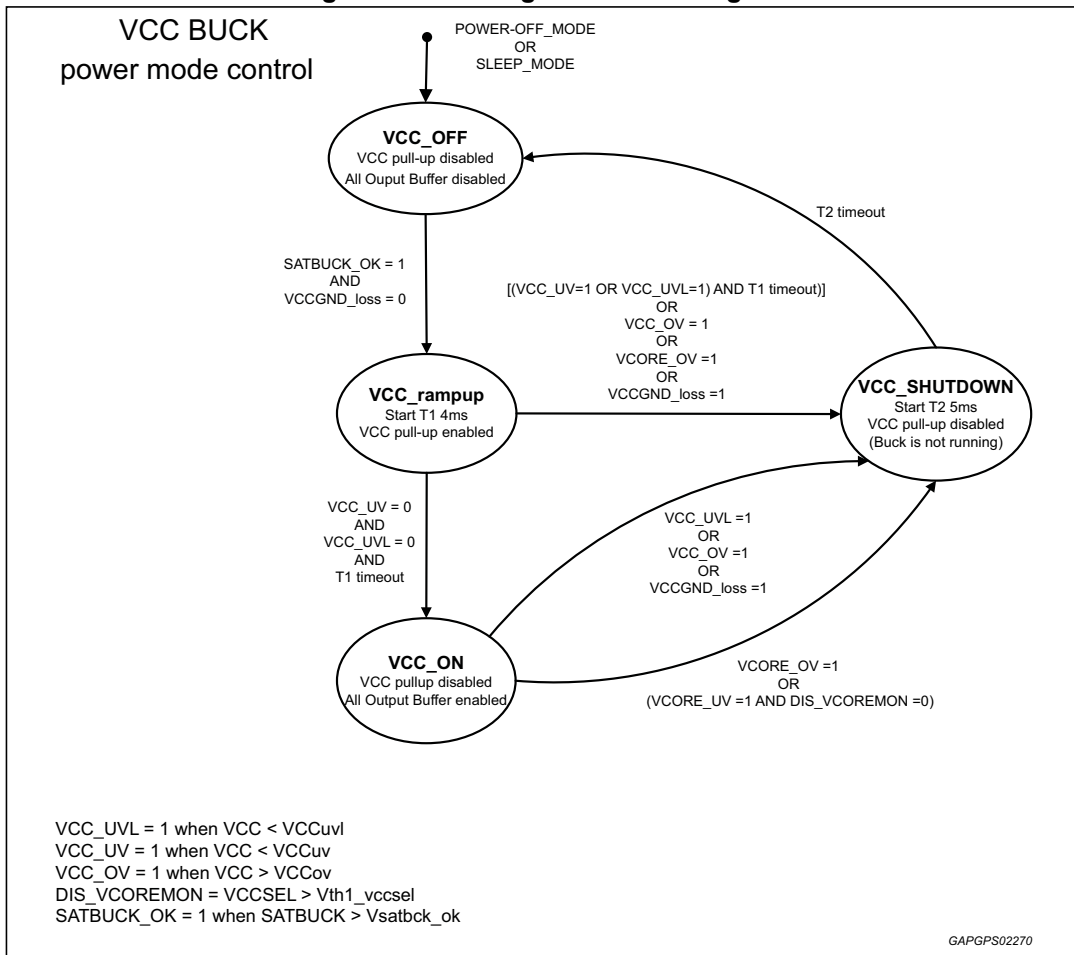 VCC BUCK
power mode control
POWER-OFF_MODE
OR
SLEEP_MODE
VCC_OFF
VCC pull-up disabled
All Ouput Buffer disabled
T2 timeout
SATBUCK_OK = 1
AND
VCCGND_loss = 0
[(VCC_UV=1 OR VCC_UVL=1) AND T1 timeout)]
OR
VCC_OV = 1
OR
VCORE_OV =1
OR
VCCGND_loss =1
VCC_rampup
Start T1 4ms
VCC pull-up enabled
VCC_SHUTDOWN
Start T2 5ms
VCC pull-up disabled
(Buck is not running)
VCC_UV = 0
AND
VCC_UVL = 0
AND
T1 timeout
VCC_UVL =1
OR
VCC_OV =1
OR
VCCGND_loss =1
VCC_ON
VCC pullup disabled
All Output Buffer enabled
VCORE_OV =1
OR
(VCORE_UV =1 AND DIS_VCOREMON =0)
VCC_UVL = 1 when VCC < VCCuvl
VCC_UV = 1 when VCC < VCCuv
VCC_OV = 1 when VCC > VCCov
DIS_VCOREMON = VCCSEL > Vth1_vccsel
SATBUCK_OK = 1 when SATBUCK > Vsatbck_ok
GAPGPS02270